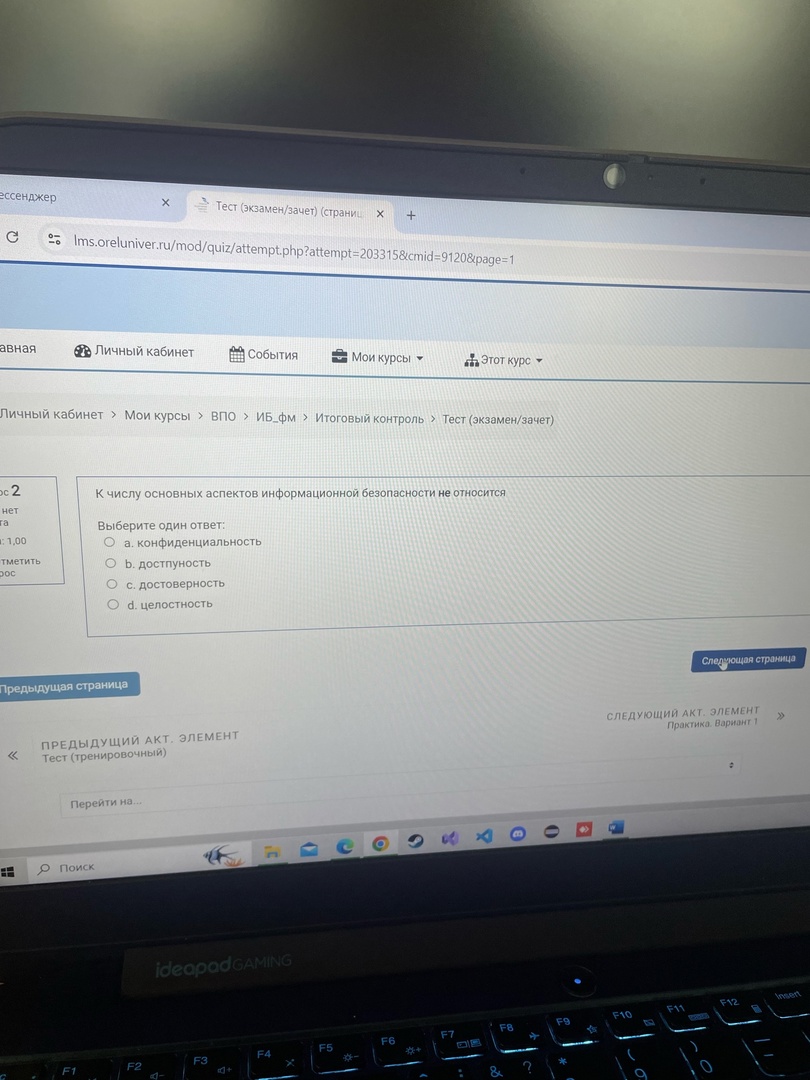 ессенджер
Тест (экзамен/зачет) (страниц
lms.oreluniver.ru/mod/quiz/attempt.php?attempt=203315&cmid=9120&page=1
авная Личный кабинет События Мои курсы Этот курс
Личный кабинет > Мои курсы > ВПО > ИБ_фм > Итоговый контроль > Тест (экзамен/зачет)
ос 2
нет
та
: 1,00
тметить
рос
К числу основных аспектов информационной безопасности не относится
Выберите один ответ:
a. конфиденциальность
b. достпуность
c. достоверность
d. целостность
Предыдущая страница
Следующая страница
ПРЕДЫДУЩИЙ АКТ. ЭЛЕМЕНТ
Тест (тренировочный)
СЛЕДУЮЩИЙ АКТ. ЭЛЕМЕНТ
Практика. Вариант 1
Перейти на...
Поиск
ideapad GAMING
F1 F2 F3 F4 F5 F6 F7 F8 F9 F10 F11 F12 Insert
& ? * ( 9 ) 0